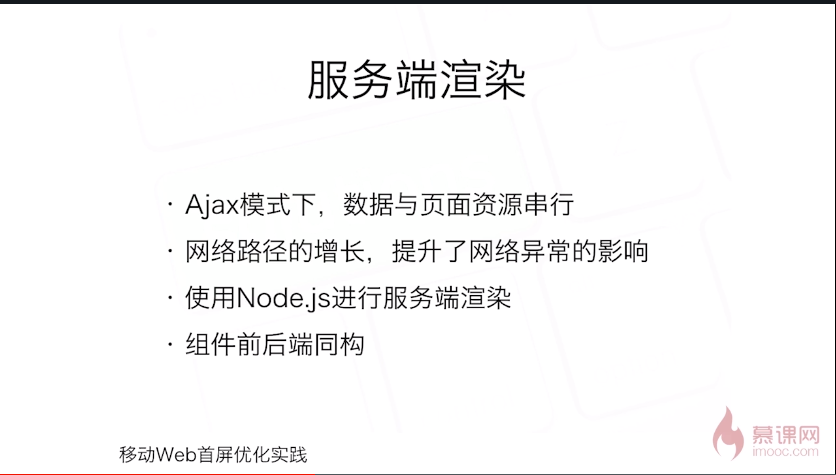 服务端渲染
· Ajax模式下，数据与页面资源串行
· 网络路径的增长，提升了网络异常的影响
· 使用Node.js进行服务端渲染
· 组件前后端同构
移动Web首屏优化实践
慕课网
imooc.com